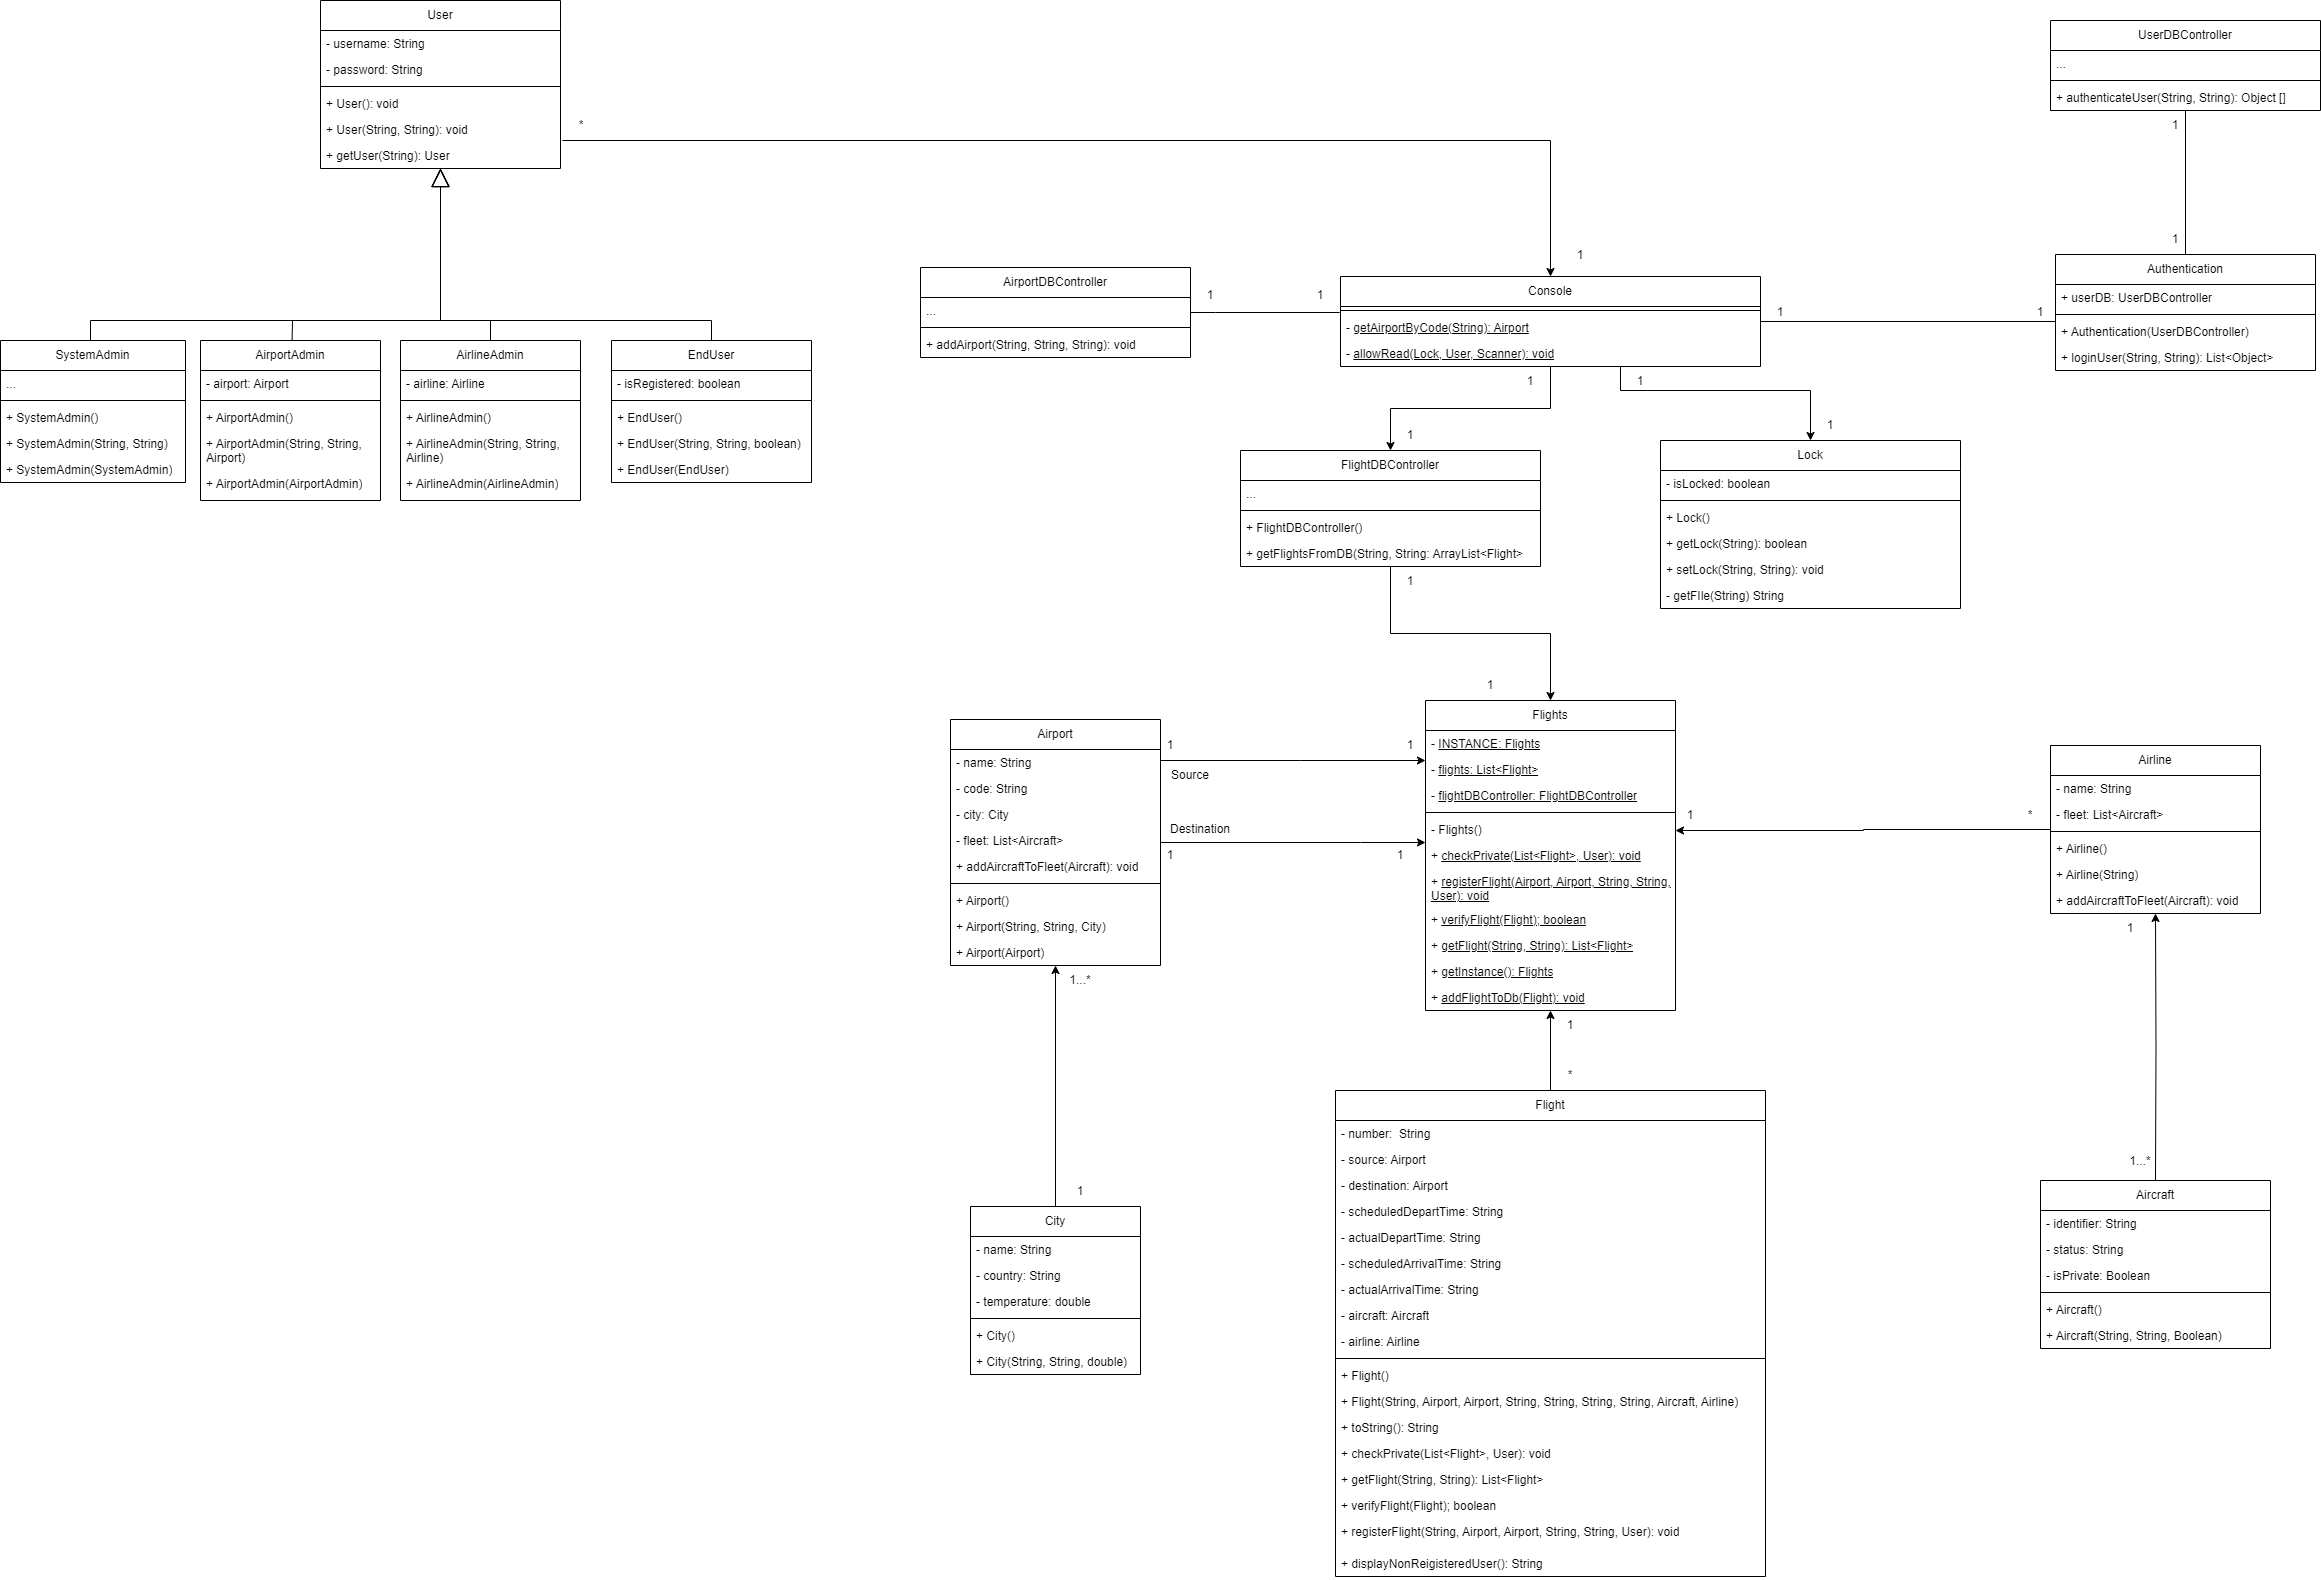 User
- username: String
- password: String
+ User(): void
+ User(String, String): void
+ getUser(String): User
*
1
UserDBController
...
+ authenticateUser(String, String): Object []
1
1
SystemAdmin
...
+ SystemAdmin()
+ SystemAdmin(String, String)
+ SystemAdmin(SystemAdmin)
AirportAdmin
- airport: Airport
+ AirportAdmin()
+ AirportAdmin(String, String,
Airport)
+ AirportAdmin(AirportAdmin)
AirlineAdmin
- airline: Airline
+ AirlineAdmin()
+ AirlineAdmin(String, String,
Airline)
+ AirlineAdmin(AirlineAdmin)
EndUser
- isRegistered: boolean
+ EndUser()
+ EndUser(String, String, boolean)
+ EndUser(EndUser)
AirportDBController
...
+ addAirport(String, String, String): void
1
1
Console
- getAirportByCode(String): Airport
- allowRead(Lock, User, Scanner): void
1
1
Authentication
+ userDB: UserDBController
+ Authentication(UserDBController)
+ loginUser(String, String): List<Object>
1
1
1
1
FlightDBController
...
+ FlightDBController()
+ getFlightsFromDB(String, String: ArrayList<Flight>
Lock
- isLocked: boolean
+ Lock()
+ getLock(String): boolean
+ setLock(String, String): void
- getFIle(String) String
1
1
Airport
- name: String
- code: String
- city: City
- fleet: List<Aircraft>
+ addAircraftToFleet(Aircraft): void
+ Airport()
+ Airport(String, String, City)
+ Airport(Airport)
1
1
Source
Destination
1
1
Flights
- INSTANCE: Flights
- flights: List<Flight>
- flightDBController: FlightDBController
- Flights()
+ checkPrivate(List<Flight>, User): void
+ registerFlight(Airport, Airport, String, String,
User): void
+ verifyFlight(Flight); boolean
+ getFlight(String, String): List<Flight>
+ getInstance(): Flights
+ addFlightToDb(Flight): void
1
*
Airline
- name: String
- fleet: List<Aircraft>
+ Airline()
+ Airline(String)
+ addAircraftToFleet(Aircraft): void
1
1...*
1...*
1
1
*
City
- name: String
- country: String
- temperature: double
+ City()
+ City(String, String, double)
Flight
- number:  String
- source: Airport
- destination: Airport
- scheduledDepartTime: String
- actualDepartTime: String
- scheduledArrivalTime: String
- actualArrivalTime: String
- aircraft: Aircraft
- airline: Airline
+ Flight()
+ Flight(String, Airport, Airport, String, String, String, String, Aircraft, Airline)
+ toString(): String
+ checkPrivate(List<Flight>, User): void
+ getFlight(String, String): List<Flight>
+ verifyFlight(Flight); boolean
+ registerFlight(String, Airport, Airport, String, String, User): void
+ displayNonReigisteredUser(): String
Aircraft
- identifier: String
- status: String
- isPrivate: Boolean
+ Aircraft()
+ Aircraft(String, String, Boolean)